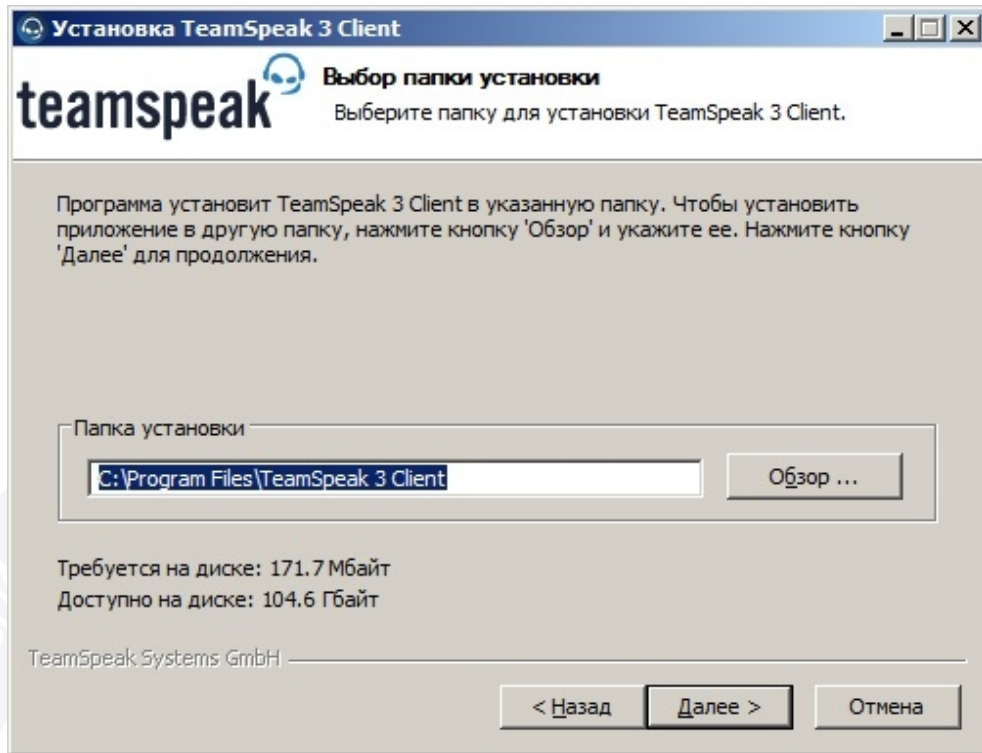 Установка TeamSpeak 3 Client
teamspeak
Выбор папки установки
Выберите папку для установки TeamSpeak 3 Client.
Программа установит TeamSpeak 3 Client в указанную папку. Чтобы установить
приложение в другую папку, нажмите кнопку 'Обзор' и укажите ее. Нажмите кнопку
'Далее' для продолжения.
Папка установки
C:\Program Files\TeamSpeak 3 Client
Обзор ...
Требуется на диске: 171.7 Мбайт
Доступно на диске: 104.6 Гбайт
TeamSpeak Systems GmbH
< Назад
Далее >
Отмена